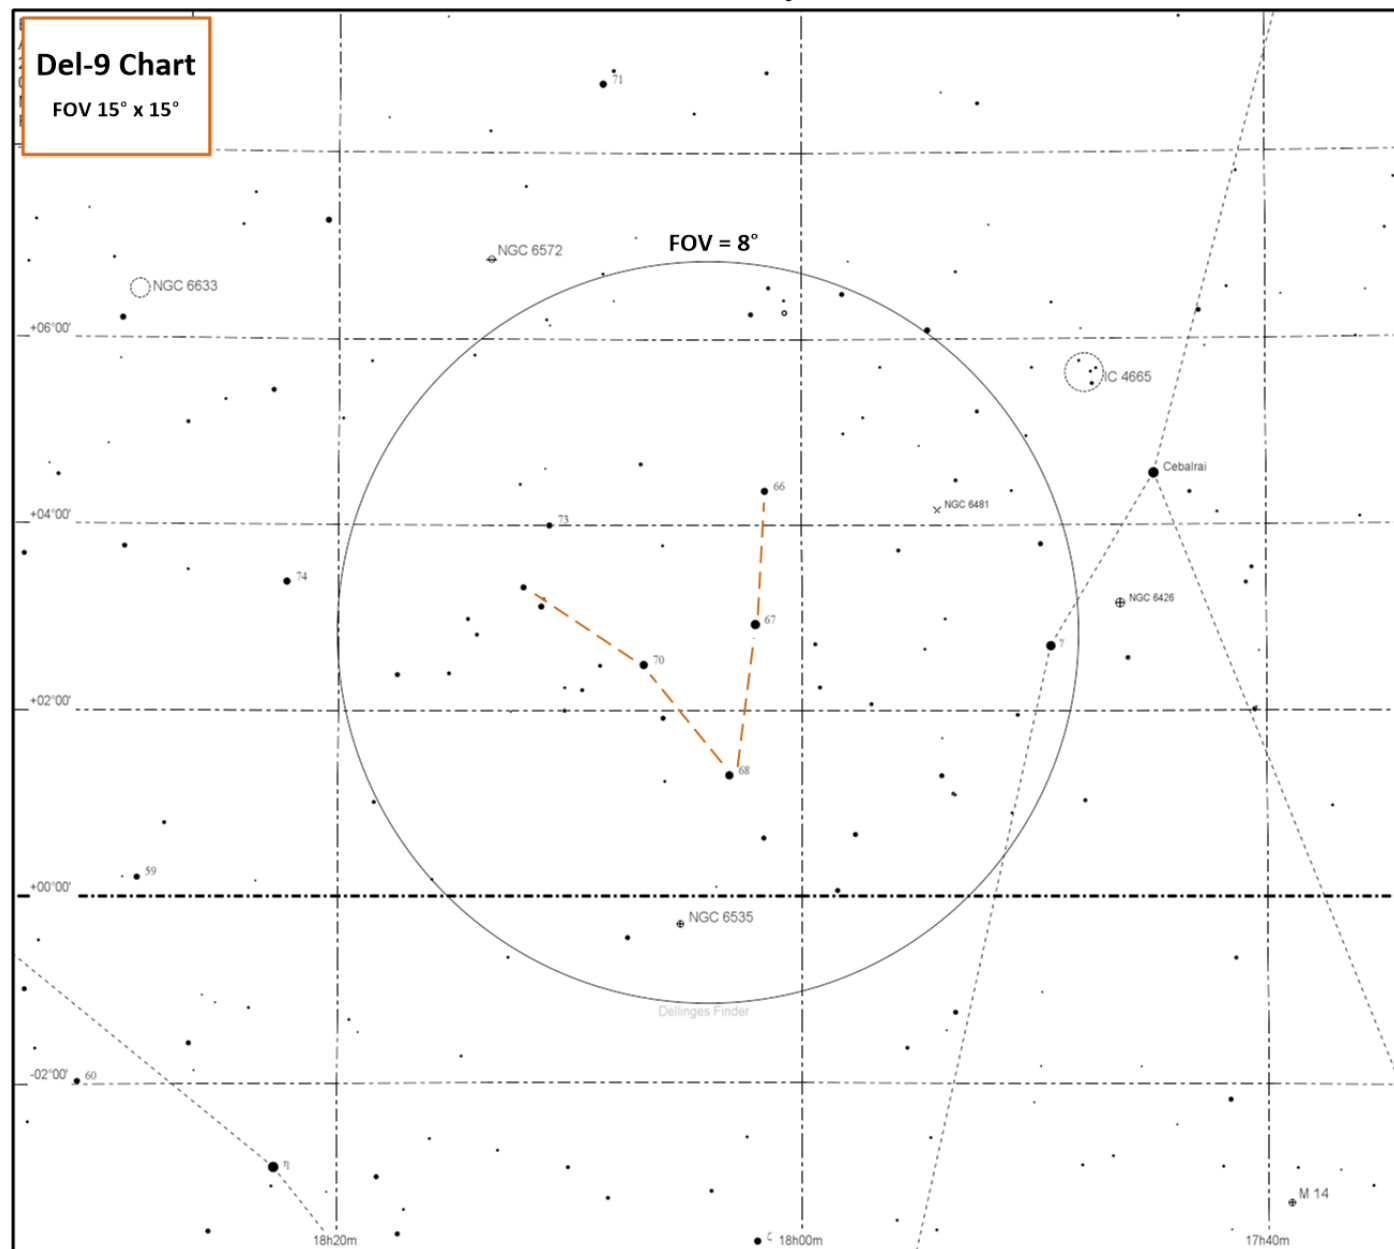 Del-9 Chart
FOV 15° x 15°
71
FOV = 8°
NGC 6572
NGC 6633
+06°00'
IC 4665
Cebalrai
66
NGC 6481
+04°00'
73
74
NGC 6426
67
γ
70
+02°00'
68
59
+00°00'
NGC 6535
Dellinges Finder
-02°00'
60
η
M 14
ζ
18h20m
18h00m
17h40m